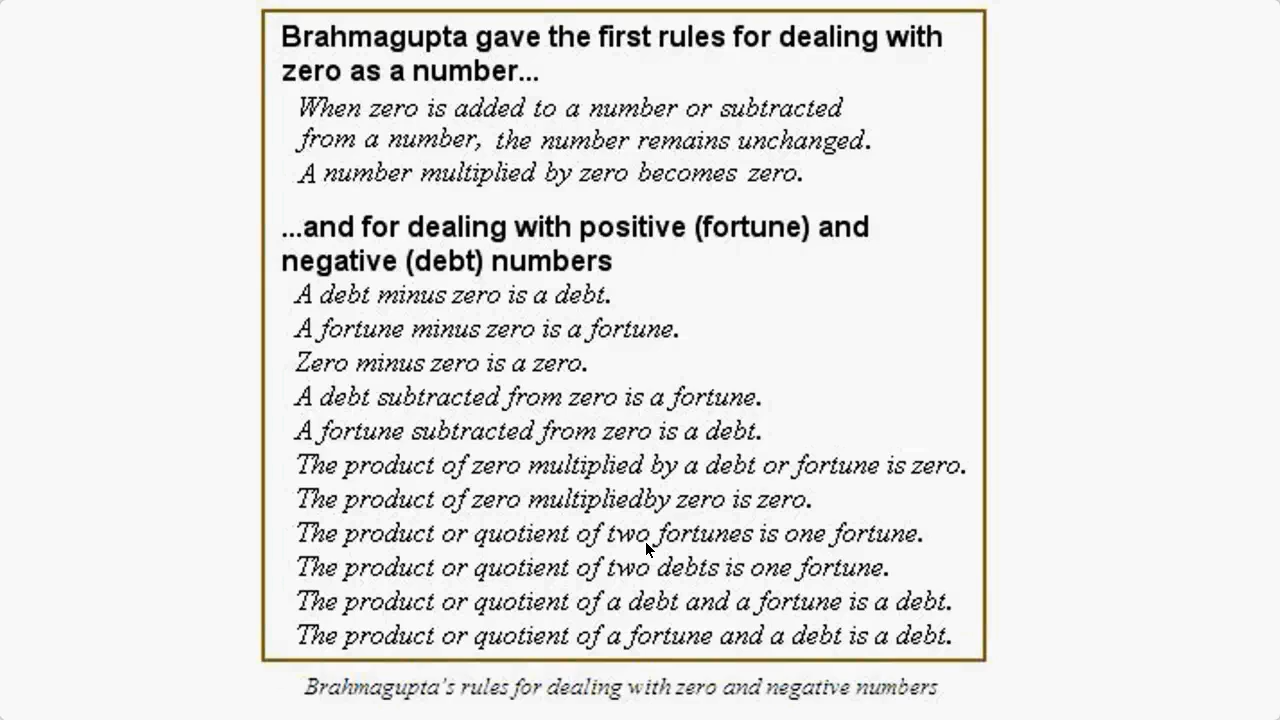 Brahmagupta gave the first rules for dealing with
zero as a number...
When zero is added to a number or subtracted
from a number, the number remains unchanged.
A number multiplied by zero becomes zero.
...and for dealing with positive (fortune) and
negative (debt) numbers
A debt minus zero is a debt.
A fortune minus zero is a fortune.
Zero minus zero is a zero.
A debt subtracted from zero is a fortune.
A fortune subtracted from zero is a debt.
The product of zero multiplied by a debt or fortune is zero.
The product of zero multipliedby zero is zero.
The product or quotient of two fortunes is one fortune.
The product or quotient of two debts is one fortune.
The product or quotient of a debt and a fortune is a debt.
The product or quotient of a fortune and a debt is a debt.
Brahmagupta's rules for dealing with zero and negative numbers